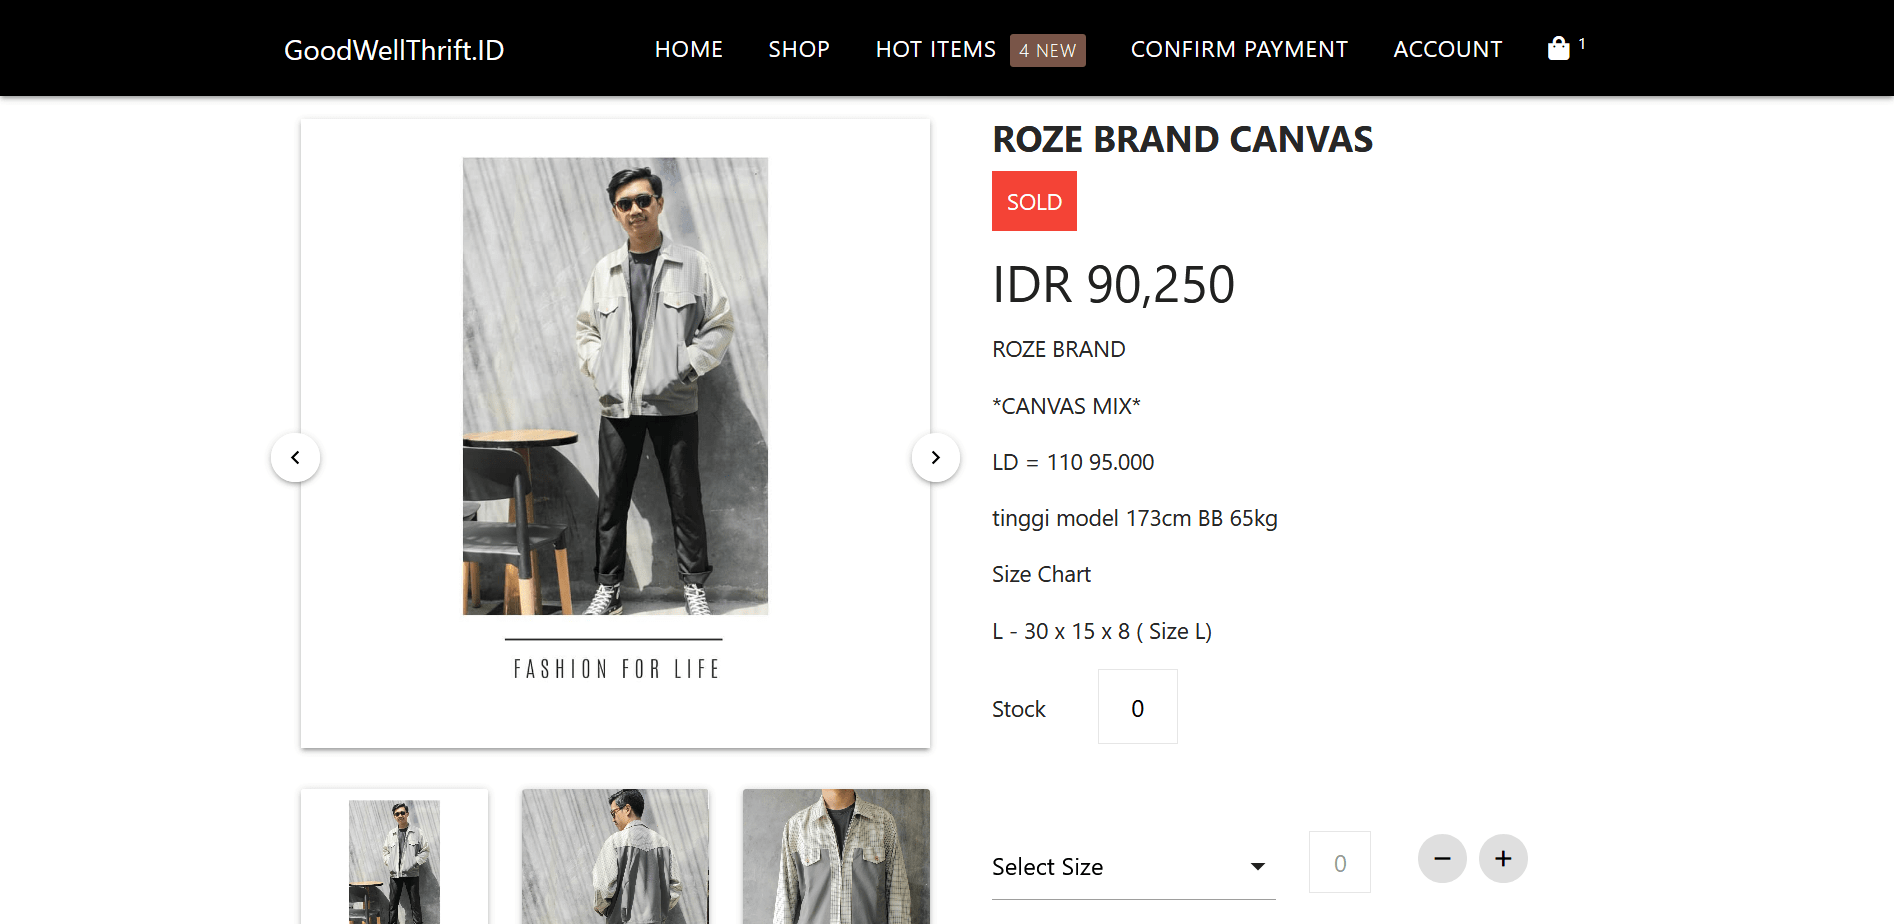 GoodWellThrift.ID
HOME
SHOP
HOT ITEMS
4 NEW
CONFIRM PAYMENT
ACCOUNT
1
FASHION FOR LIFE
ROZE BRAND CANVAS
SOLD
IDR 90,250
ROZE BRAND
*CANVAS MIX*
LD = 110 95.000
tinggi model 173cm BB 65kg
Size Chart
L - 30 x 15 x 8 ( Size L)
Stock
0
Select Size
0